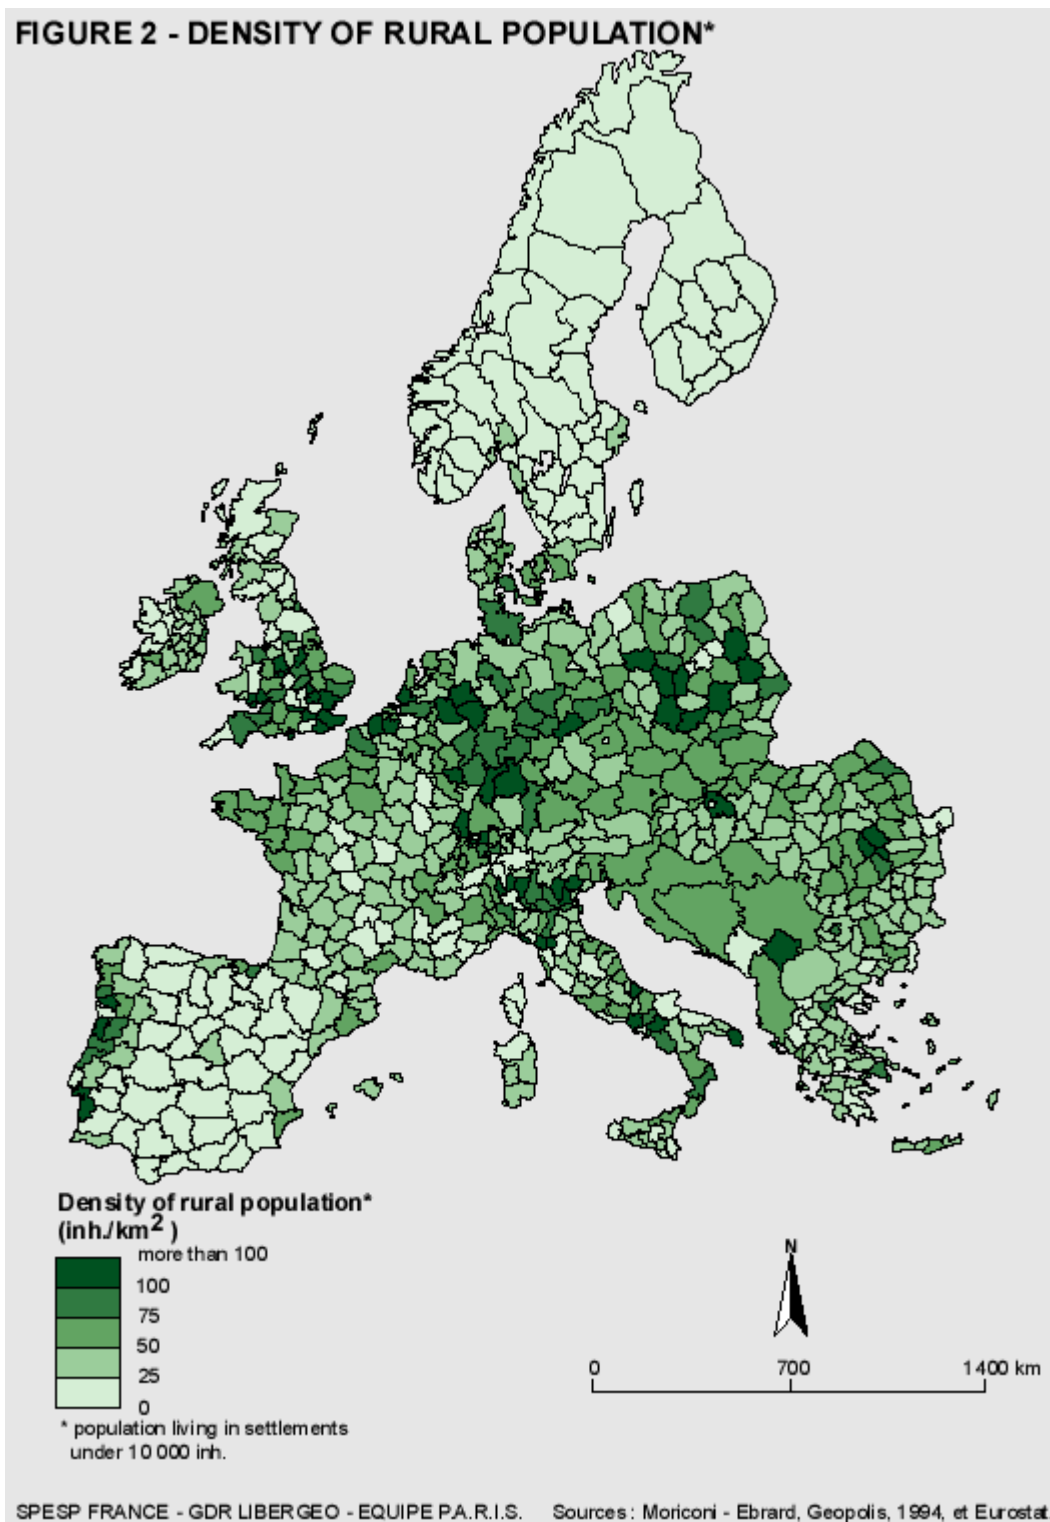 FIGURE 2 - DENSITY OF RURAL POPULATION*
Density of rural population*
(inh./km2 )
more than 100
100
75
50
25
0
* population living in settlements
under 10 000 inh.
N
0 700 1400 km
SPESP FRANCE - GDR LIBERGEO - EQUIPE P.A.R.I.S. Sources : Moriconi - Ebrard, Geopolis, 1994, et Eurostat